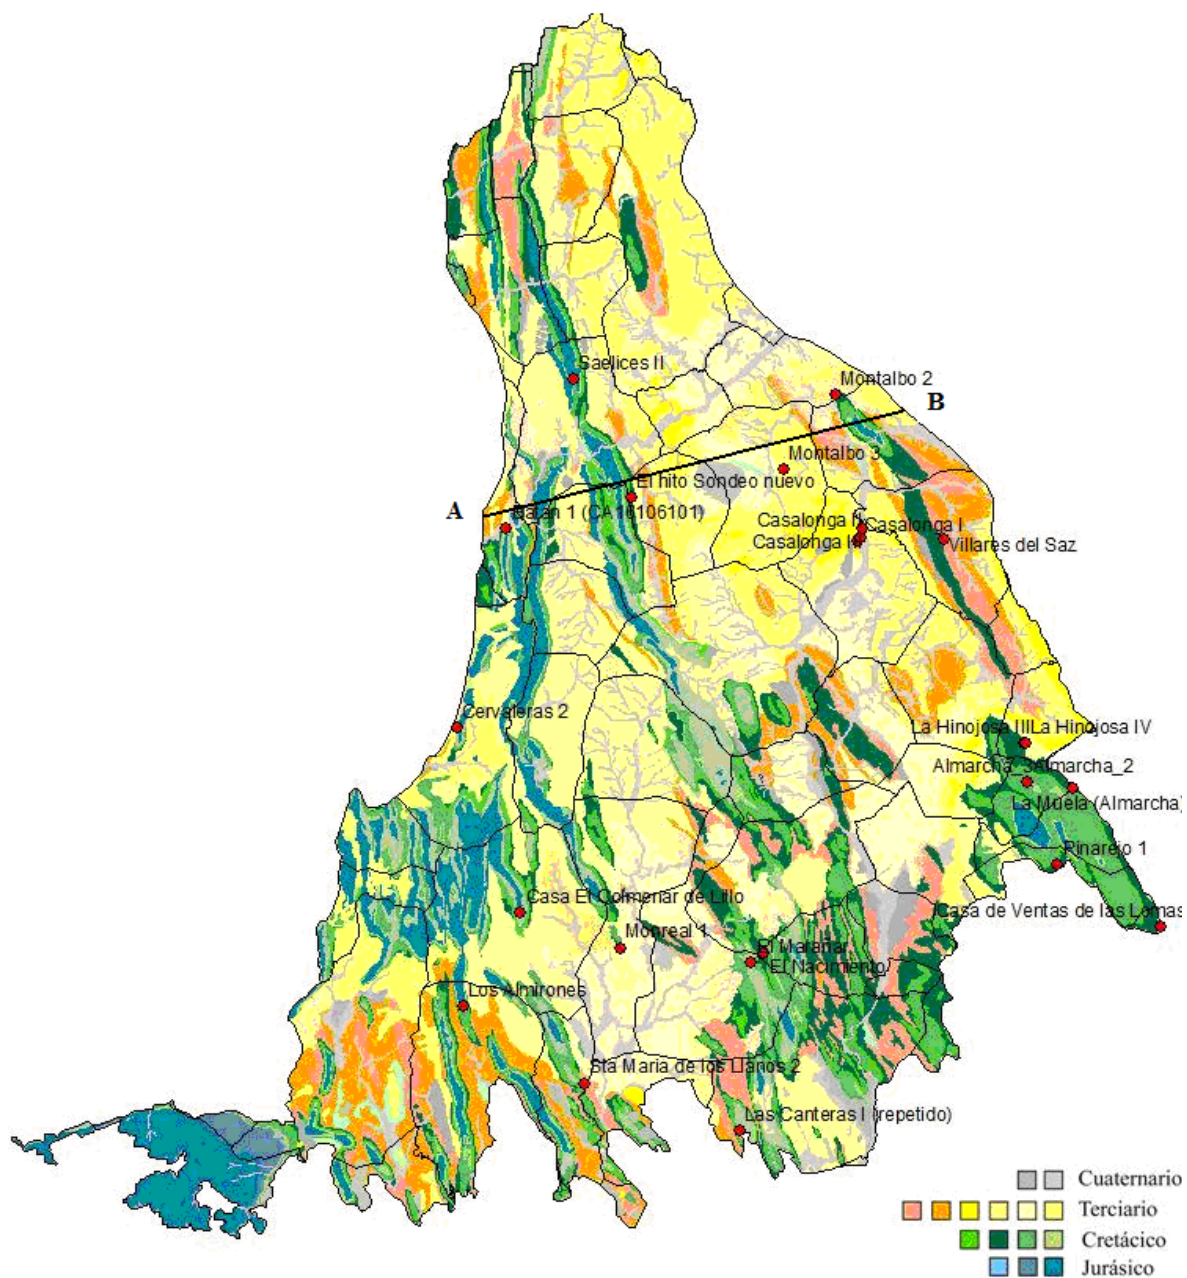 Saelices II
Montalbo 2
B
Montalbo 3
El hito Sondeo nuevo
A
(CA16106101)
Casalonga II
Casalonga I
Casalonga III
Villares del Saz
Cervaleras 2
La Hinojosa III
La Hinojosa IV
Almarcha_3
Almarcha_2
La Muela (Almarcha)
Pinarejo 1
Casa El Colmenar de Lillo
Casa de Ventas de las Lomas
Monreal 1
El Marañar
El Nacimiento
Los Almirones
Sta Maria de los Llanos 2
Las Canteras I (repetido)
Cuaternario
Terciario
Cretácico
Jurásico